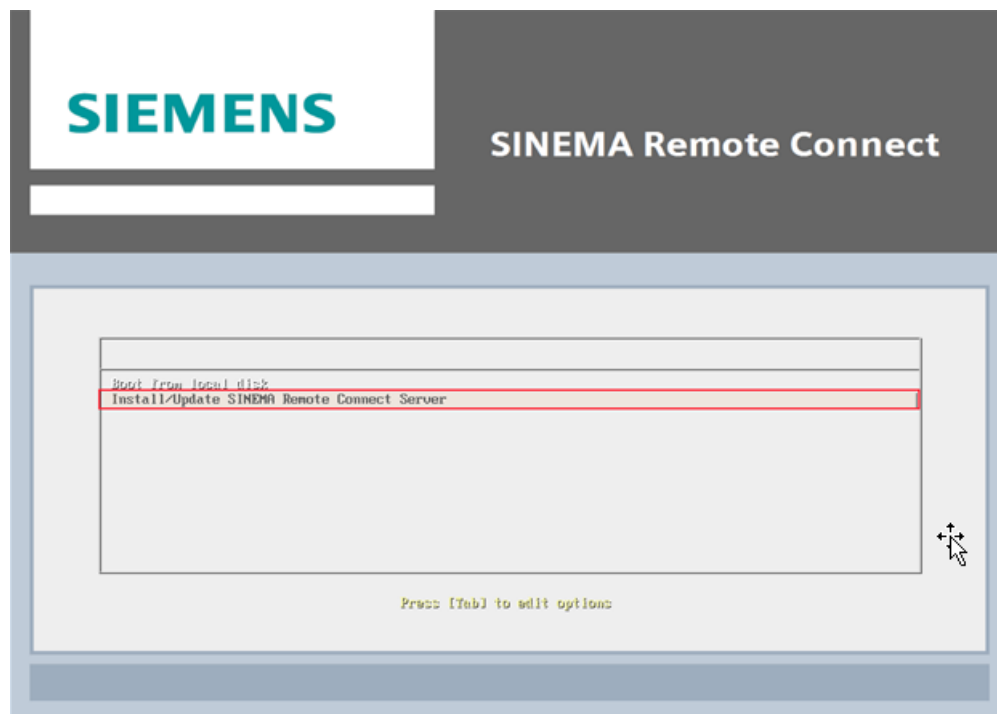 SIEMENS
SINEMA Remote Connect
Boot from local disk
Install/Update SINEMA Remote Connect Server
Press [Tab] to edit options